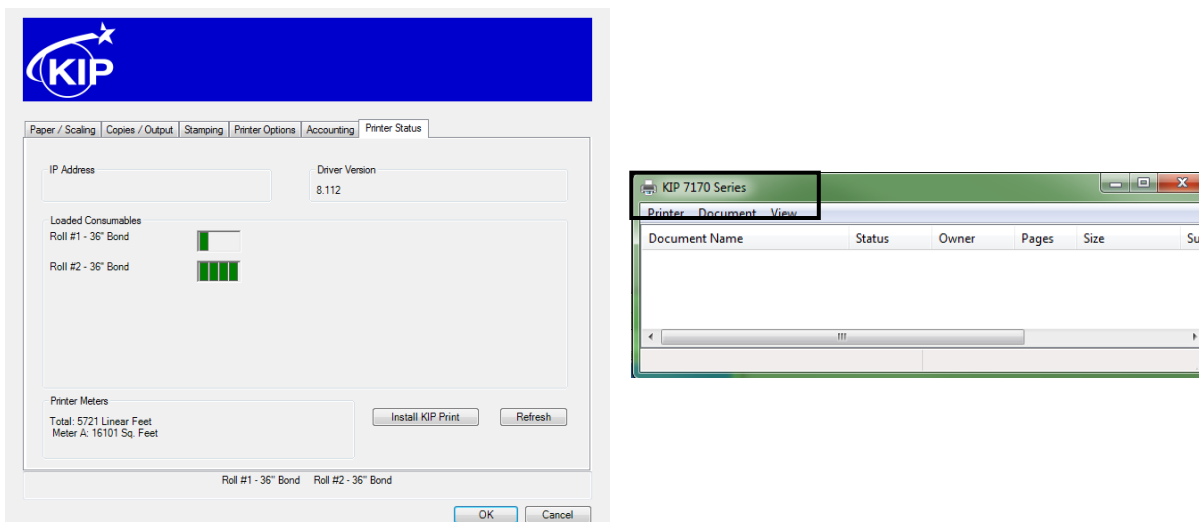 KIP
Paper / Scaling Copies / Output Stamping Printer Options Accounting Printer Status
IP Address
Driver Version
8.112
Loaded Consumables
Roll #1 - 36" Bond
Roll #2 - 36" Bond
Printer Meters
Total: 5721 Linear Feet
Meter A: 16101 Sq. Feet
Install KIP Print Refresh
Roll #1 - 36" Bond Roll #2 - 36" Bond
OK Cancel
KIP 7170 Series
Printer Document View
Document Name Status Owner Pages Size Su